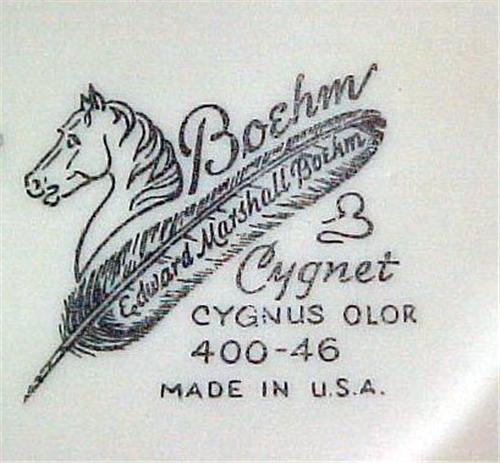 Boehm
Edward Marshall Boehm
Cygnet
CYGNUS OLOR
400-46
MADE IN U.S.A.